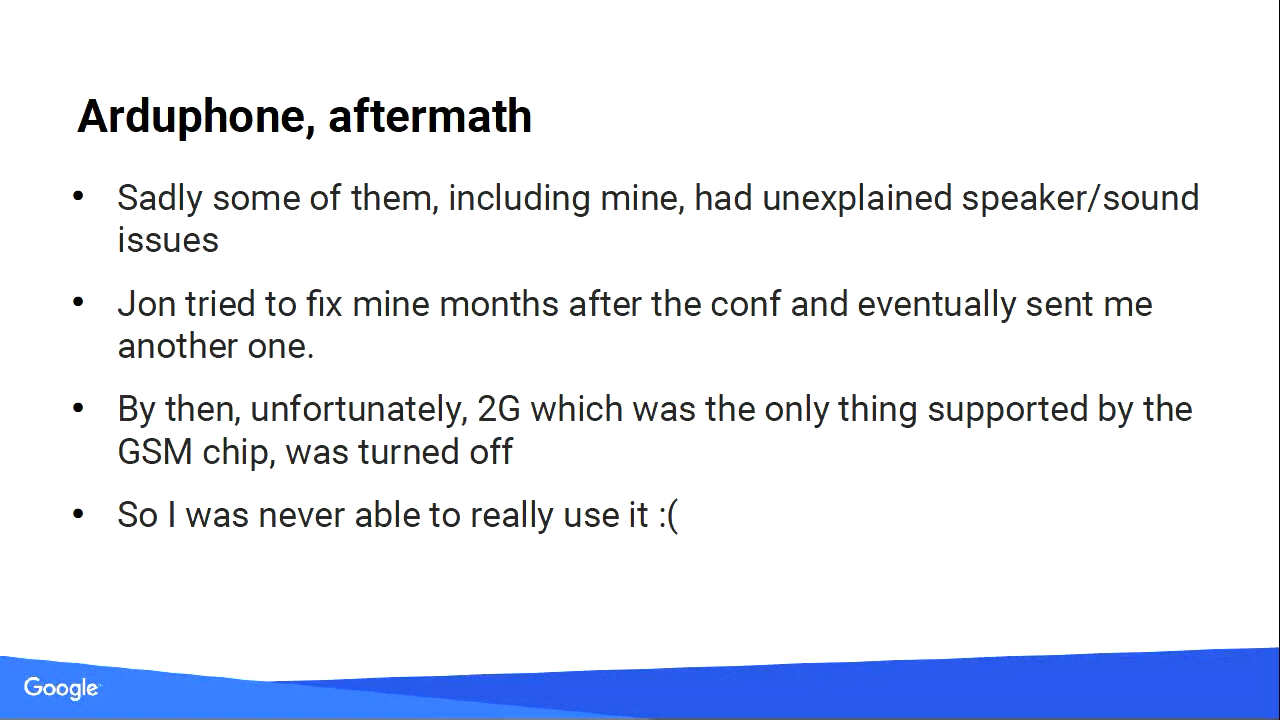 Arduphone, aftermath
• Sadly some of them, including mine, had unexplained speaker/sound
issues
• Jon tried to fix mine months after the conf and eventually sent me
another one.
• By then, unfortunately, 2G which was the only thing supported by the
GSM chip, was turned off
• So I was never able to really use it :(
Google